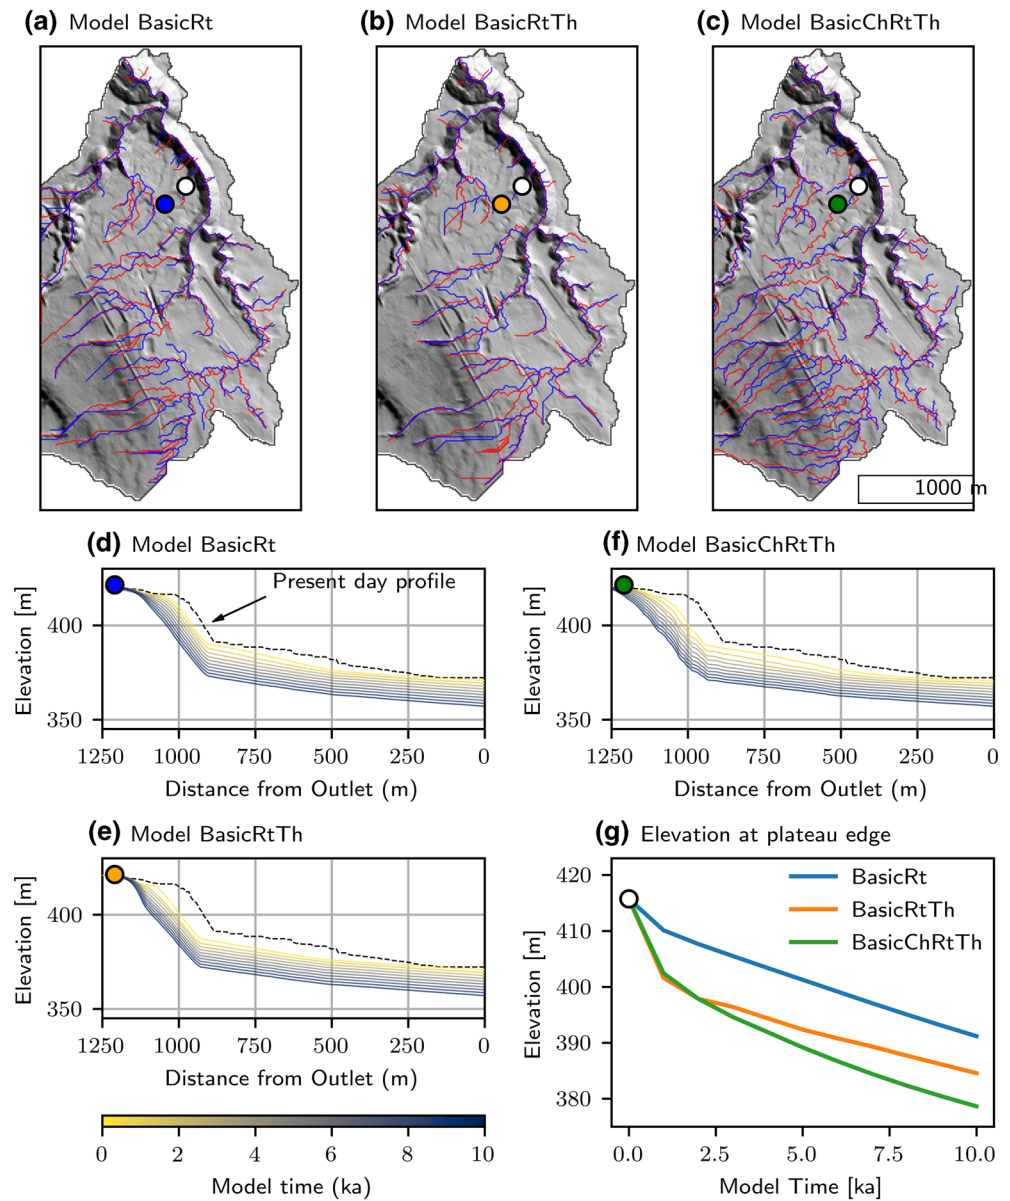 (a) Model BasicRt
(b) Model BasicRtTh
(c) Model BasicChRtTh
1000 m
(d) Model BasicRt
Present day profile
Elevation [m]
400
350
1250 1000 750 500 250 0
Distance from Outlet (m)
(f) Model BasicChRtTh
Elevation [m]
400
350
1250 1000 750 500 250 0
Distance from Outlet (m)
(e) Model BasicRtTh
Elevation [m]
400
350
1250 1000 750 500 250 0
Distance from Outlet (m)
0 2 4 6 8 10
Model time (ka)
(g) Elevation at plateau edge
BasicRt
BasicRtTh
BasicChRtTh
Elevation [m]
420
410
400
390
380
0.0 2.5 5.0 7.5 10.0
Model Time [ka]